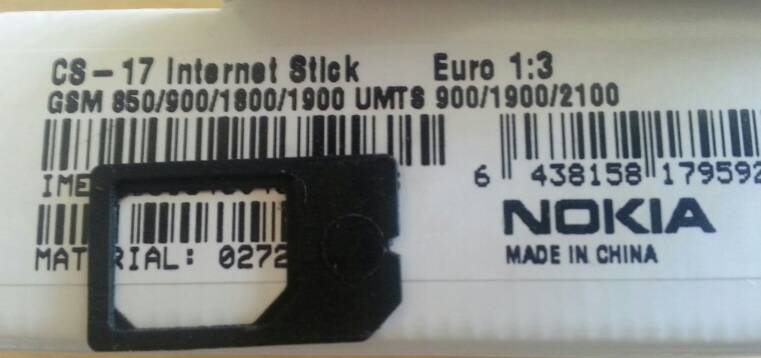 CS-17 Internet Stick Euro 1:3
GSM 850/900/1800/1900 UMTS 900/1900/2100
6 438158 179592
NOKIA
MADE IN CHINA
0272